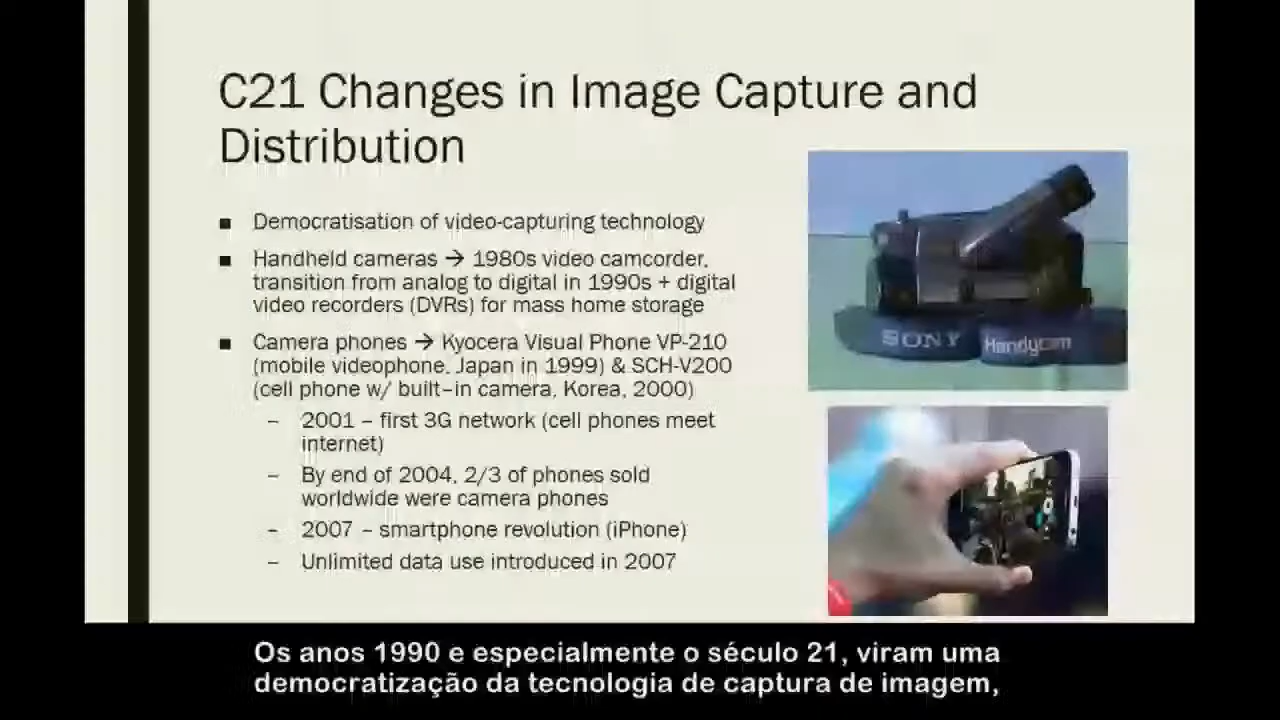 C21 Changes in Image Capture and
Distribution
■ Democratisation of video-capturing technology
■ Handheld cameras → 1980s video camcorder,
transition from analog to digital in 1990s + digital
video recorders (DVRs) for mass home storage
■ Camera phones → Kyocera Visual Phone VP-210
(mobile videophone, Japan in 1999) & SCH-V200
(cell phone w/ built–in camera, Korea, 2000)
– 2001 – first 3G network (cell phones meet
internet)
– By end of 2004, 2/3 of phones sold
worldwide were camera phones
– 2007 – smartphone revolution (iPhone)
– Unlimited data use introduced in 2007
SONY Handycam
Os anos 1990 e especialmente o século 21, viram uma
democratização da tecnologia de captura de imagem,